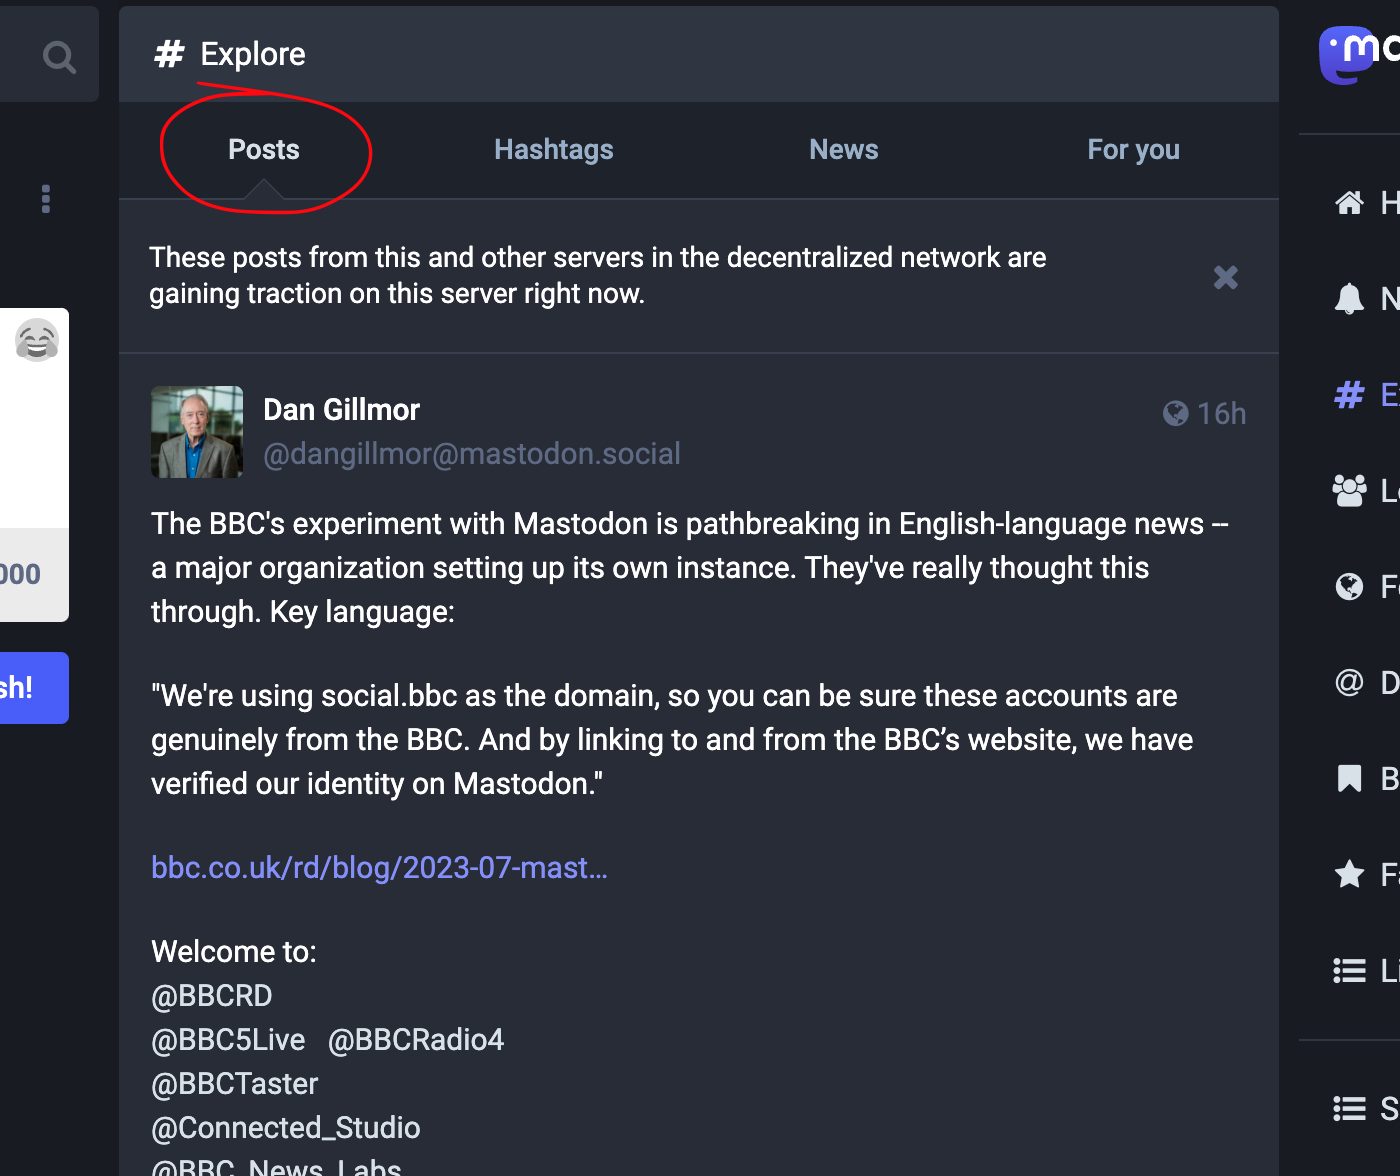 # Explore
Posts Hashtags News For you
These posts from this and other servers in the decentralized network are
gaining traction on this server right now.
Dan Gillmor
16h
@dangillmor@mastodon.social
The BBC's experiment with Mastodon is pathbreaking in English-language news --
a major organization setting up its own instance. They've really thought this
through. Key language:
"We're using social.bbc as the domain, so you can be sure these accounts are
genuinely from the BBC. And by linking to and from the BBC’s website, we have
verified our identity on Mastodon."
bbc.co.uk/rd/blog/2023-07-mast…
Welcome to:
@BBCRD
@BBC5Live @BBCRadio4
@BBCTaster
@Connected_Studio
@BBC_News_Labs
000
sh!